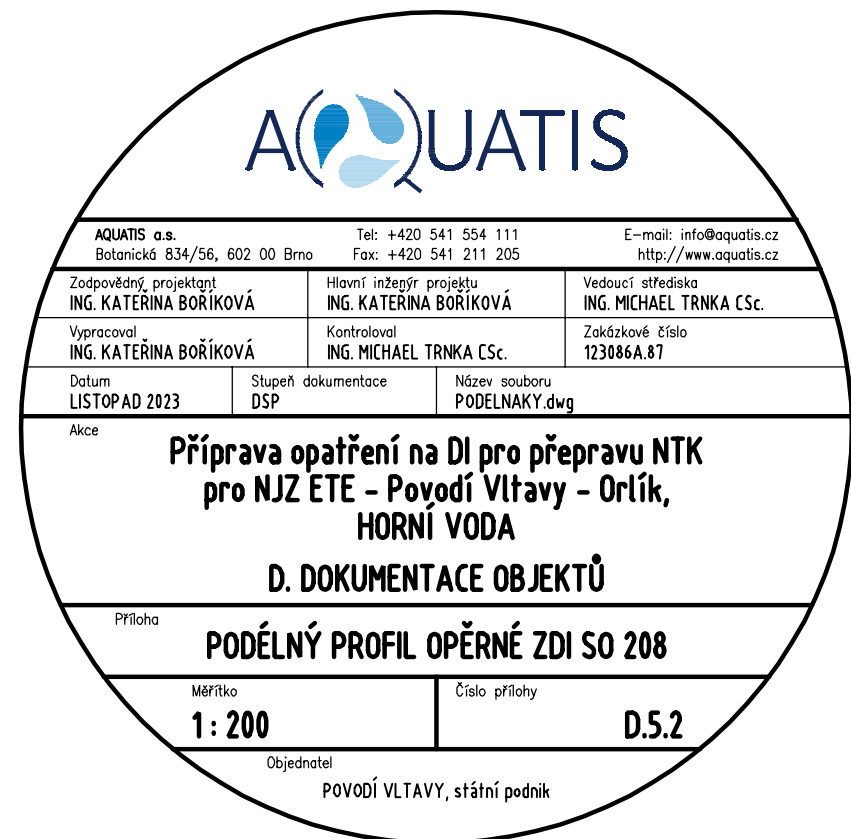 AQUATIS
AQUATIS a.s. Tel: +420 541 554 111 E-mail: info@aquatis.cz
Botanická 834/56, 602 00 Brno Fax: +420 541 211 205 http://www.aquatis.cz
Zodpovědný projektant Hlavní inženýr projektu Vedoucí střediska
ING. KATEŘINA BOŘÍKOVÁ ING. KATEŘINA BOŘÍKOVÁ ING. MICHAEL TRNKA CSc.
Vypracoval Kontroloval Zakázkové číslo
ING. KATEŘINA BOŘÍKOVÁ ING. MICHAEL TRNKA CSc. 123086A.87
Datum Stupeň dokumentace Název souboru
LISTOPAD 2023 DSP PODELNAKY.dwg
Akce
Příprava opatření na DI pro přepravu NTK
pro NJZ ETE - Povodí Vltavy - Orlík,
HORNÍ VODA
D. DOKUMENTACE OBJEKTŮ
Příloha
PODÉLNÝ PROFIL OPĚRNÉ ZDI SO 208
Měřítko Číslo přílohy
1 : 200 D.5.2
Objednatel
POVODÍ VLTAVY, státní podnik